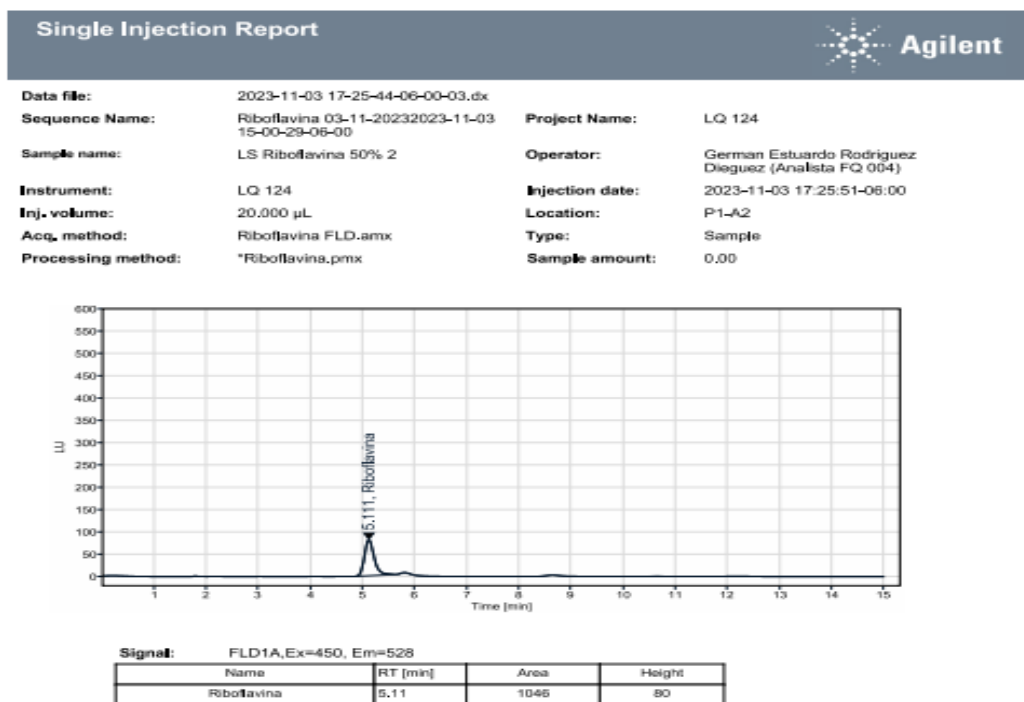 Single Injection Report
Agilent
Data file: 2023-11-03 17-25-44-06-00-03.dx
Sequence Name: Riboflavina 03-11-20232023-11-03 Project Name: LQ 124
15-00-29-06-00
Sample name: LS Riboflavina 50% 2 Operator: German Estuardo Rodriguez
Dieguez (Analista FQ 004)
Instrument: LQ 124 Injection date: 2023-11-03 17:25:51-06:00
Inj. volume: 20.000 µL Location: P1-A2
Acq. method: Riboflavina FLD.amx Type: Sample
Processing method: *Riboflavina.pmx Sample amount: 0.00
600
550
500
450
400
350
300
250
200
150
100
50
0
LU
5.111, Riboflavina
1 2 3 4 5 6 7 8 9 10 11 12 13 14 15
Time [min]
Signal: FLD1A,Ex=450, Em=528
Name RT [min] Area Height
Riboflavina 5.11 1046 80